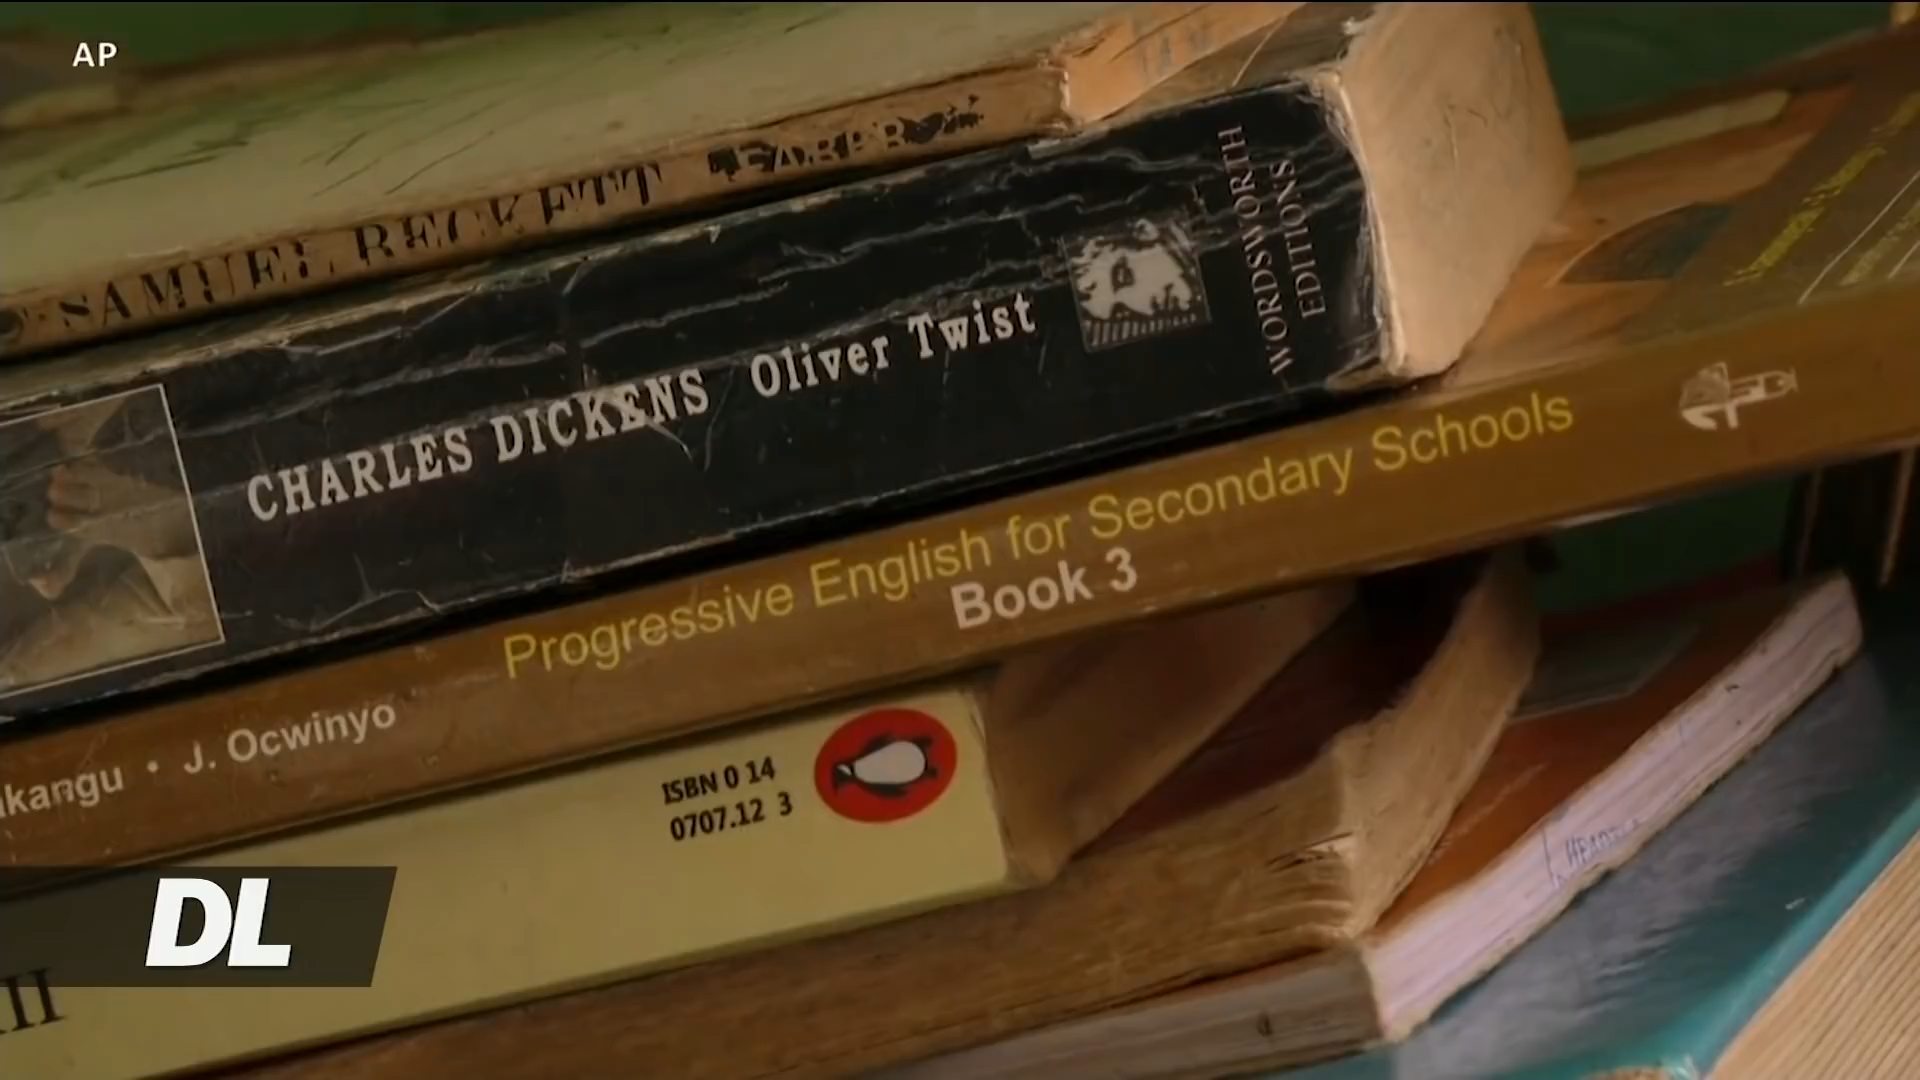 AP
SAMUEL BECKETT
CHARLES DICKENS Oliver Twist
WORDSWORTH
EDITIONS
Progressive English for Secondary Schools
Book 3
J. Ocwinyo
ISBN 0 14
0707.12 3
DL